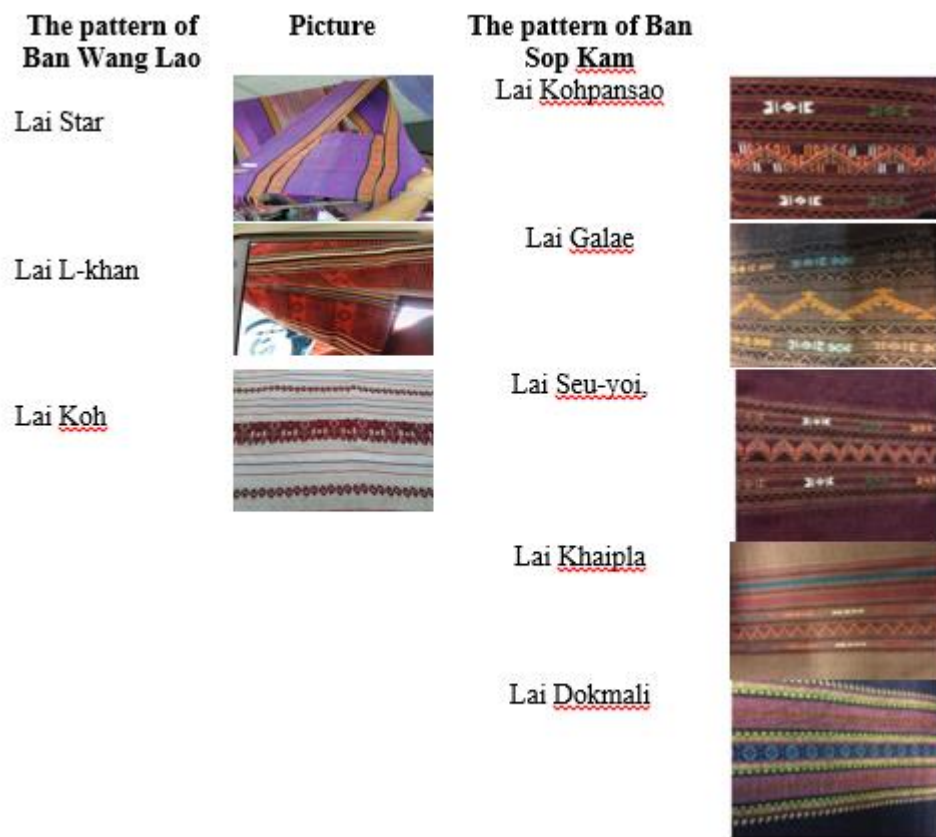 The pattern of
Ban Wang Lao
Picture
The pattern of Ban
Sop Kam
Lai Star
Lai L-khan
Lai Koh
Lai Kohpansao
Lai Galae
Lai Seu-yoi,
Lai Khaipla
Lai Dokmali